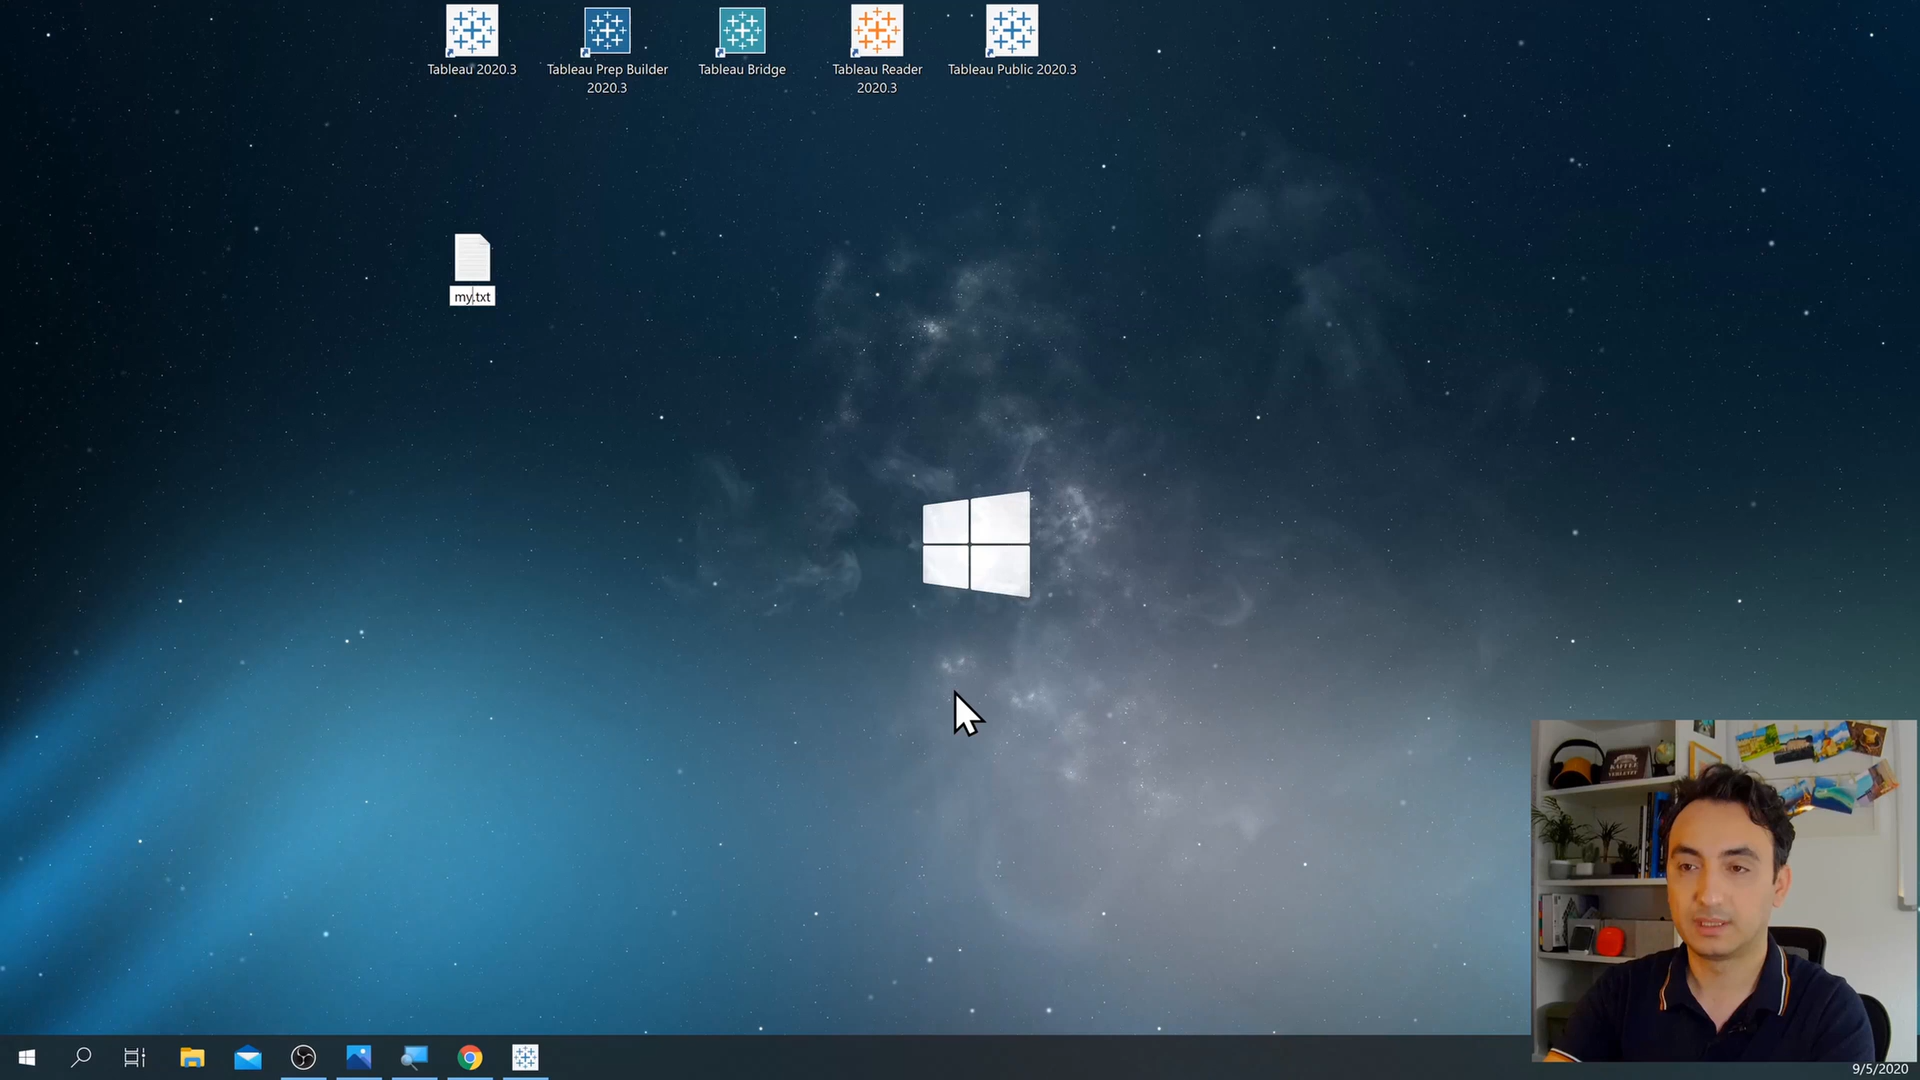 Tableau 2020.3
Tableau Prep Builder
2020.3
Tableau Bridge
Tableau Reader
2020.3
Tableau Public 2020.3
my.txt
9/5/2020